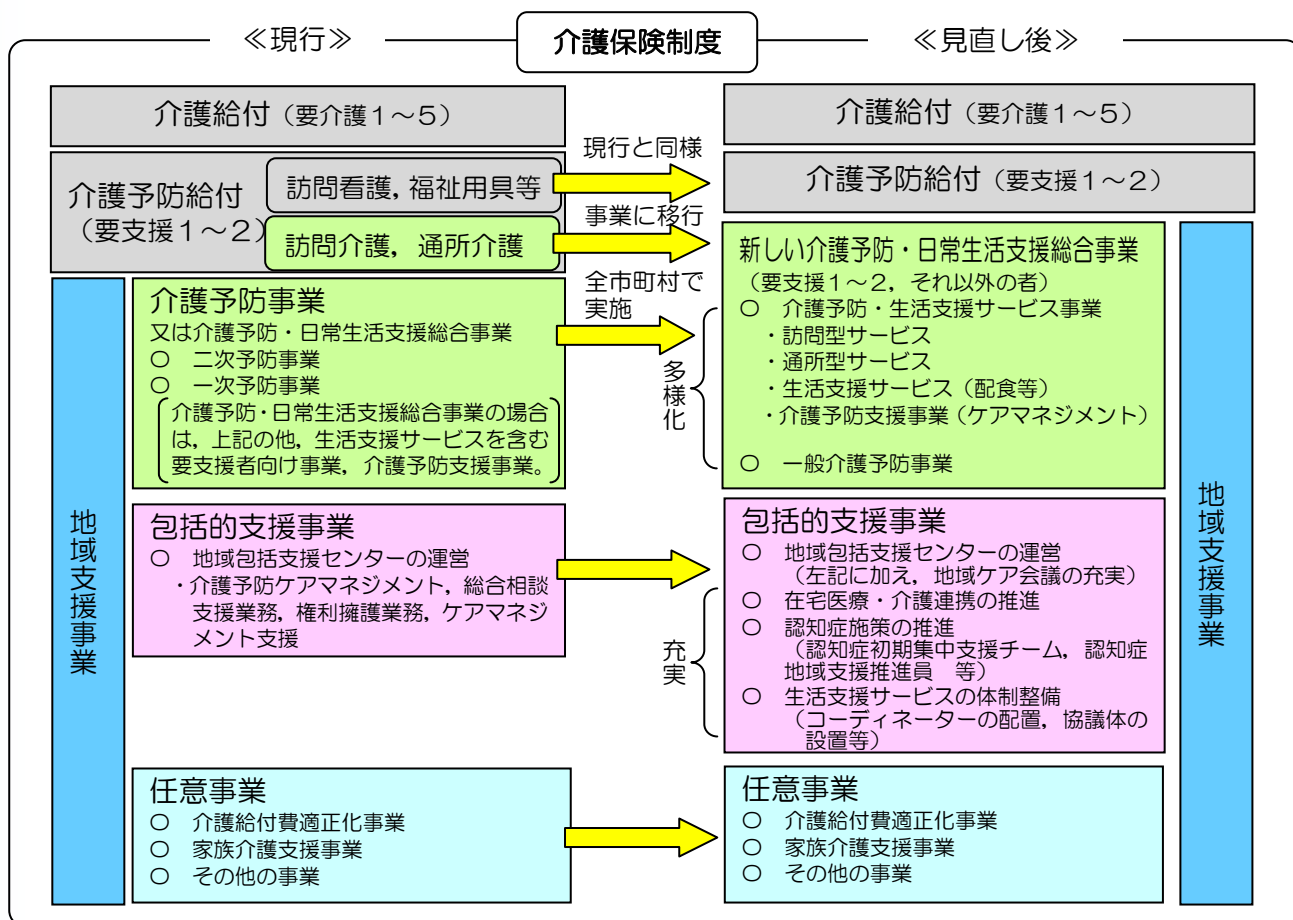 ≪現行≫
介護保険制度
≪見直し後≫
介護給付（要介護１～５）
介護予防給付
（要支援１～２）
訪問看護，福祉用具等
訪問介護，通所介護
地域支援事業
介護予防事業
又は介護予防・日常生活支援総合事業
○　二次予防事業
○　一次予防事業
介護予防・日常生活支援総合事業の場合
は，上記の他，生活支援サービスを含む
要支援者向け事業，介護予防支援事業。
包括的支援事業
○　地域包括支援センターの運営
・介護予防ケアマネジメント，総合相談
支援業務，権利擁護業務，ケアマネジ
メント支援
任意事業
○　介護給付費適正化事業
○　家族介護支援事業
○　その他の事業
現行と同様
事業に移行
全市町村で
実施
多様化
充実
介護給付（要介護１～５）
介護予防給付（要支援１～２）
新しい介護予防・日常生活支援総合事業
（要支援１～２，それ以外の者）
○　介護予防・生活支援サービス事業
・訪問型サービス
・通所型サービス
・生活支援サービス（配食等）
・介護予防支援事業（ケアマネジメント）
○　一般介護予防事業
包括的支援事業
○　地域包括支援センターの運営
（左記に加え，地域ケア会議の充実）
○　在宅医療・介護連携の推進
○　認知症施策の推進
（認知症初期集中支援チーム，認知症
地域支援推進員　等）
○　生活支援サービスの体制整備
（コーディネーターの配置，協議体の
設置等）
任意事業
○　介護給付費適正化事業
○　家族介護支援事業
○　その他の事業
地域支援事業